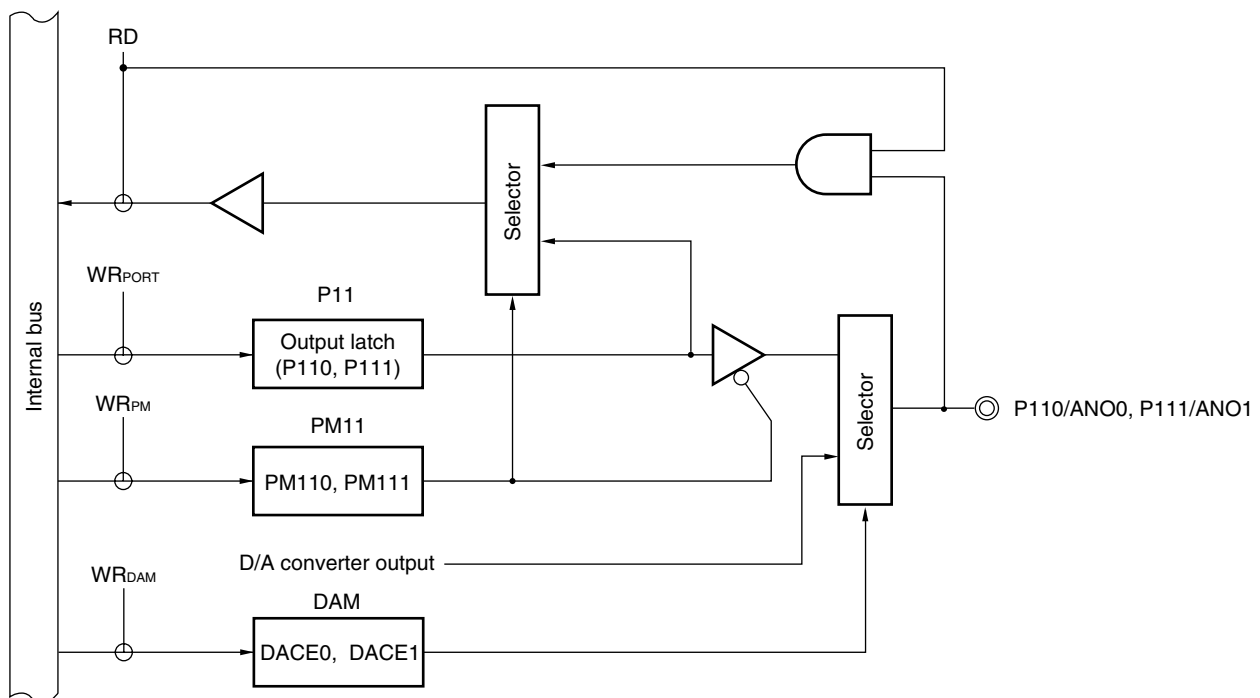 RD
Selector
WRPORT
P11
Output latch
(P110, P111)
Internal bus
WRPM
PM11
PM110, PM111
Selector
P110/ANO0, P111/ANO1
D/A converter output
WRDAM
DAM
DACE0, DACE1